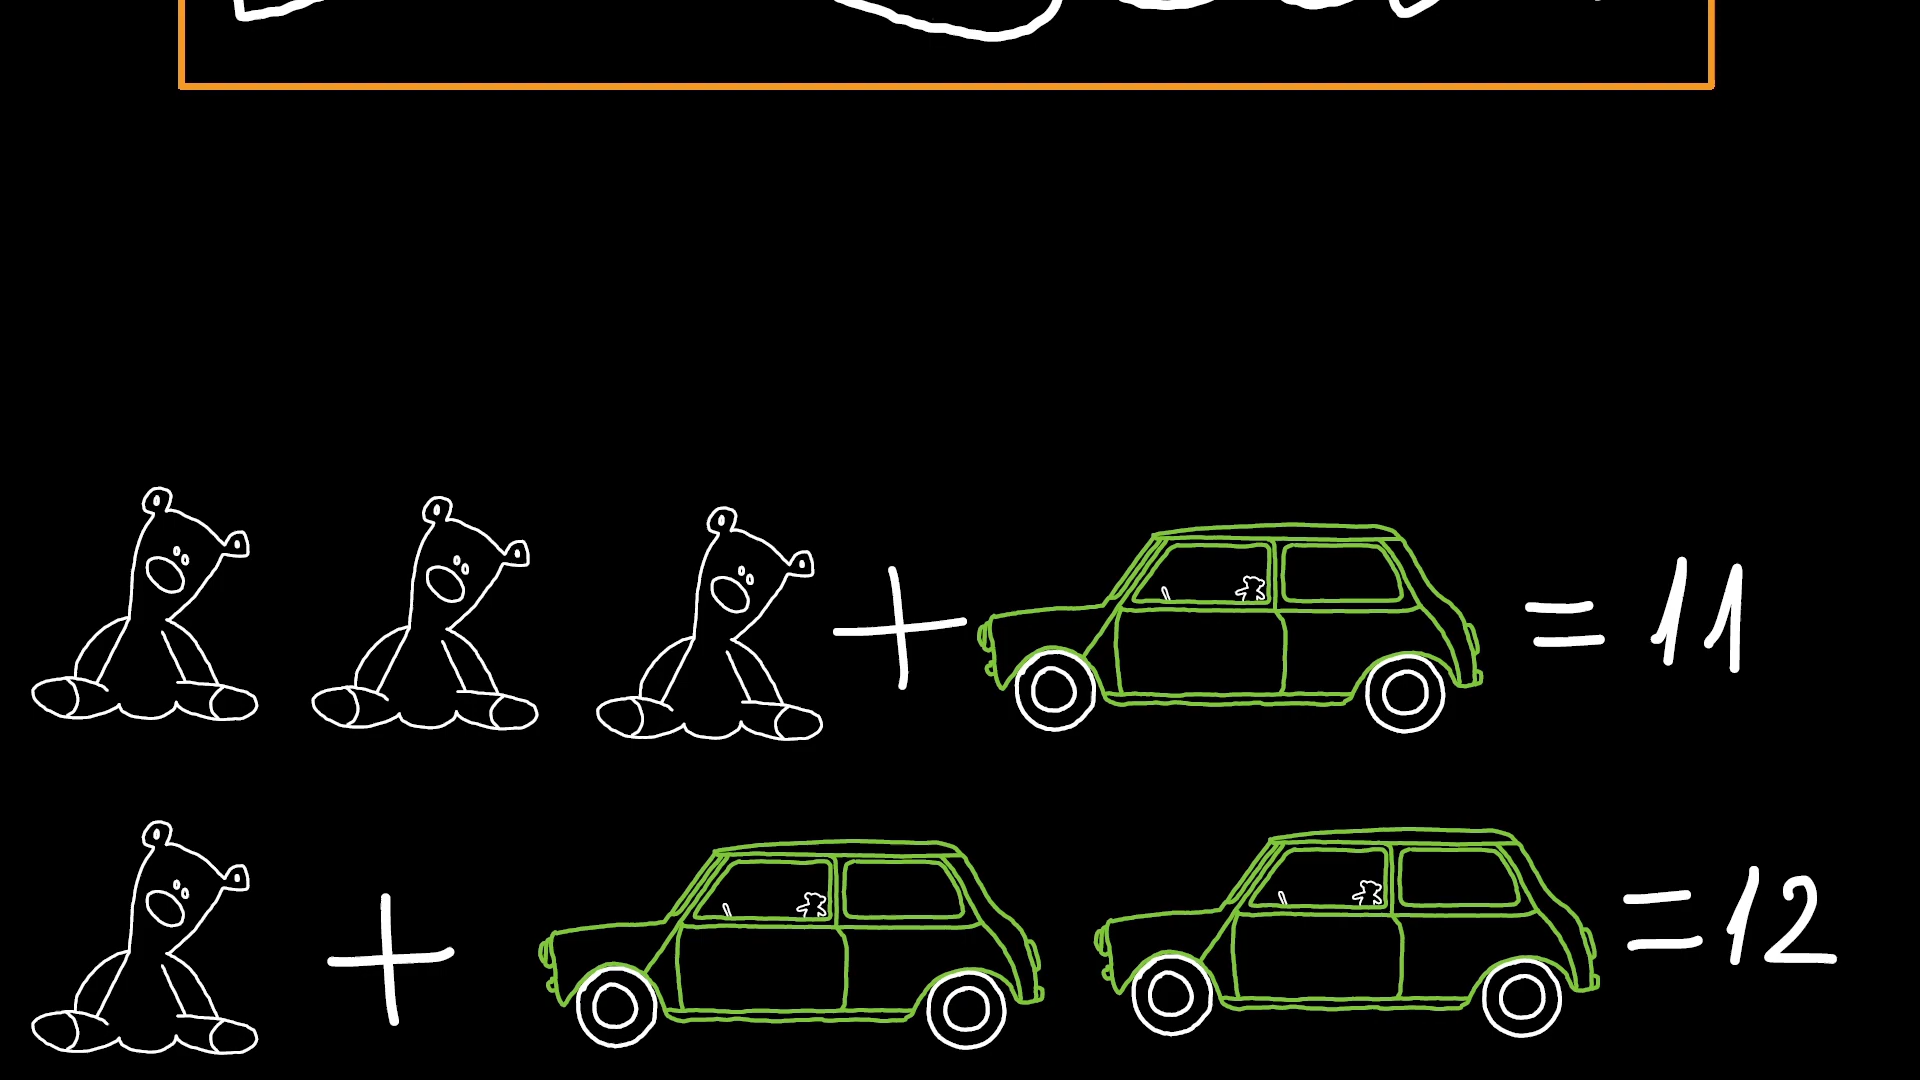 + = 11
+ = 12